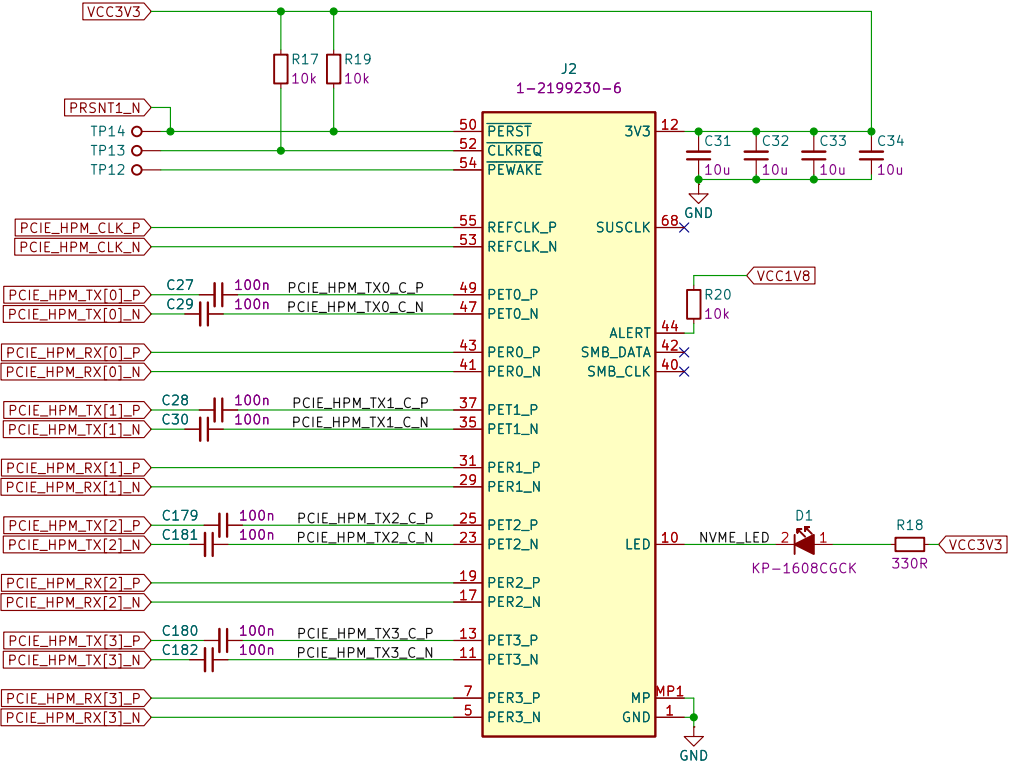 VCC3V3
R17
10k
R19
10k
J2
1-2199230-6
PRSNT1_N
TP14
TP13
TP12
50 PERST
52 CLKREQ
54 PEWAKE
3V3 12
C31
10u
C32
10u
C33
10u
C34
10u
GND
PCIE_HPM_CLK_P
55 REFCLK_P
SUSCLK 68
PCIE_HPM_CLK_N
53 REFCLK_N
VCC1V8
R20
10k
PCIE_HPM_TX[0]_P
C27
100n
PCIE_HPM_TX0_C_P
49 PET0_P
PCIE_HPM_TX[0]_N
C29
100n
PCIE_HPM_TX0_C_N
47 PET0_N
ALERT 44
PCIE_HPM_RX[0]_P
43 PER0_P
SMB_DATA 42
PCIE_HPM_RX[0]_N
41 PER0_N
SMB_CLK 40
PCIE_HPM_TX[1]_P
C28
100n
PCIE_HPM_TX1_C_P
37 PET1_P
PCIE_HPM_TX[1]_N
C30
100n
PCIE_HPM_TX1_C_N
35 PET1_N
PCIE_HPM_RX[1]_P
31 PER1_P
PCIE_HPM_RX[1]_N
29 PER1_N
PCIE_HPM_TX[2]_P
C179
100n
PCIE_HPM_TX2_C_P
25 PET2_P
PCIE_HPM_TX[2]_N
C181
100n
PCIE_HPM_TX2_C_N
23 PET2_N
LED 10
NVME_LED
D1
2 1
KP-1608CGCK
R18
330R
VCC3V3
PCIE_HPM_RX[2]_P
19 PER2_P
PCIE_HPM_RX[2]_N
17 PER2_N
PCIE_HPM_TX[3]_P
C180
100n
PCIE_HPM_TX3_C_P
13 PET3_P
PCIE_HPM_TX[3]_N
C182
100n
PCIE_HPM_TX3_C_N
11 PET3_N
PCIE_HPM_RX[3]_P
7 PER3_P
MP MP1
PCIE_HPM_RX[3]_N
5 PER3_N
GND 1
GND